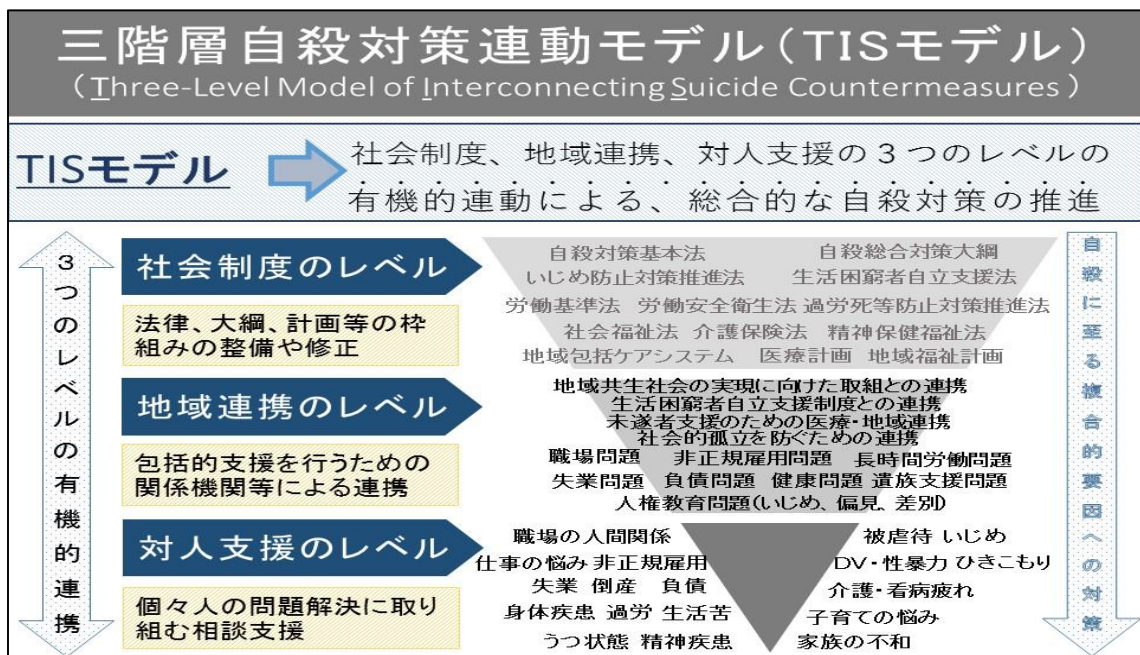 三階層自殺対策連動モデル(TISモデル)
(Three-Level Model of Interconnecting Suicide Countermeasures)
TISモデル
社会制度、地域連携、対人支援の３つのレベルの
有機的連動による、総合的な自殺対策の推進
３つのレベルの有機的連携
社会制度のレベル
法律、大綱、計画等の枠
組みの整備や修正
自殺対策基本法 自殺総合対策大綱
いじめ防止対策推進法 生活困窮者自立支援法
労働基準法 労働安全衛生法 過労死等防止対策推進法
社会福祉法 介護保険法 精神保健福祉法
地域包括ケアシステム 医療計画 地域福祉計画
地域連携のレベル
包括的支援を行うための
関係機関等による連携
地域共生社会の実現に向けた取組との連携
生活困窮者自立支援制度との連携
未遂者支援のための医療・地域連携
社会的孤立を防ぐための連携
職場問題 非正規雇用問題 長時間労働問題
失業問題 負債問題 健康問題 遺族支援問題
人権教育問題(いじめ、偏見、差別)
対人支援のレベル
個々人の問題解決に取り
組む相談支援
職場の人間関係 被虐待 いじめ
仕事の悩み 非正規雇用 DV・性暴力 ひきこもり
失業 倒産 負債 介護・看病疲れ
身体疾患 過労 生活苦 子育ての悩み
うつ状態 精神疾患 家族の不和
自殺に至る複合的要因への対策